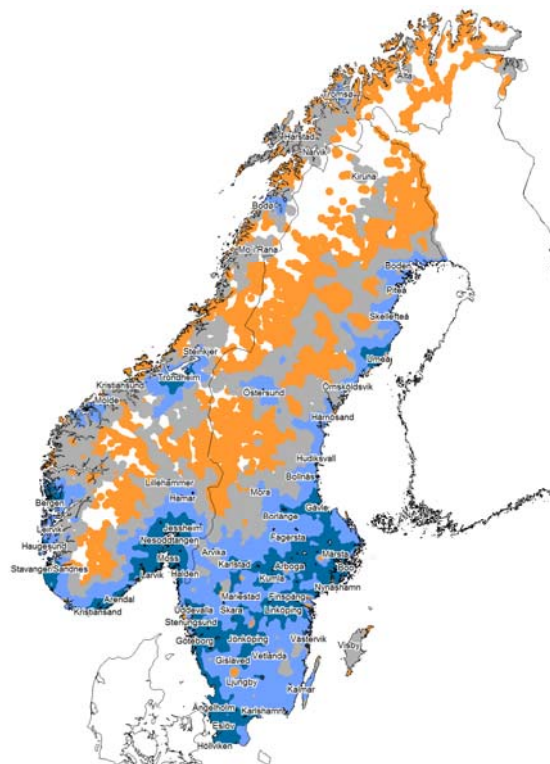 Alta
Tromsø
Harstad
Narvik
Kiruna
Bodø
Mo i Rana
Boden
Piteå
Skellefteå
Umeå
Steinkjer
Trondheim
Kristiansund
Molde
Östersund
Örnsköldsvik
Härnösand
Hudiksvall
Bollnäs
Lillehammer
Hamar
Mora
Gävle
Borlänge
Bergen
Jessheim
Nesoddtangen
Fagersta
Leirvik
Moss
Arvika
Märsta
Haugesund
Karlstad
Arboga
Kumla
Stavanger
Sandnes
Larvik
Halden
Nynäshamn
Arendal
Mariestad
Finspång
Kristiansand
Uddevalla
Skara
Linköping
Stenungsund
Göteborg
Jönköping
Västervik
Visby
Gislaved
Vetlanda
Ljungby
Kalmar
Ängelholm
Karlshamn
Eslöv
Höllviken